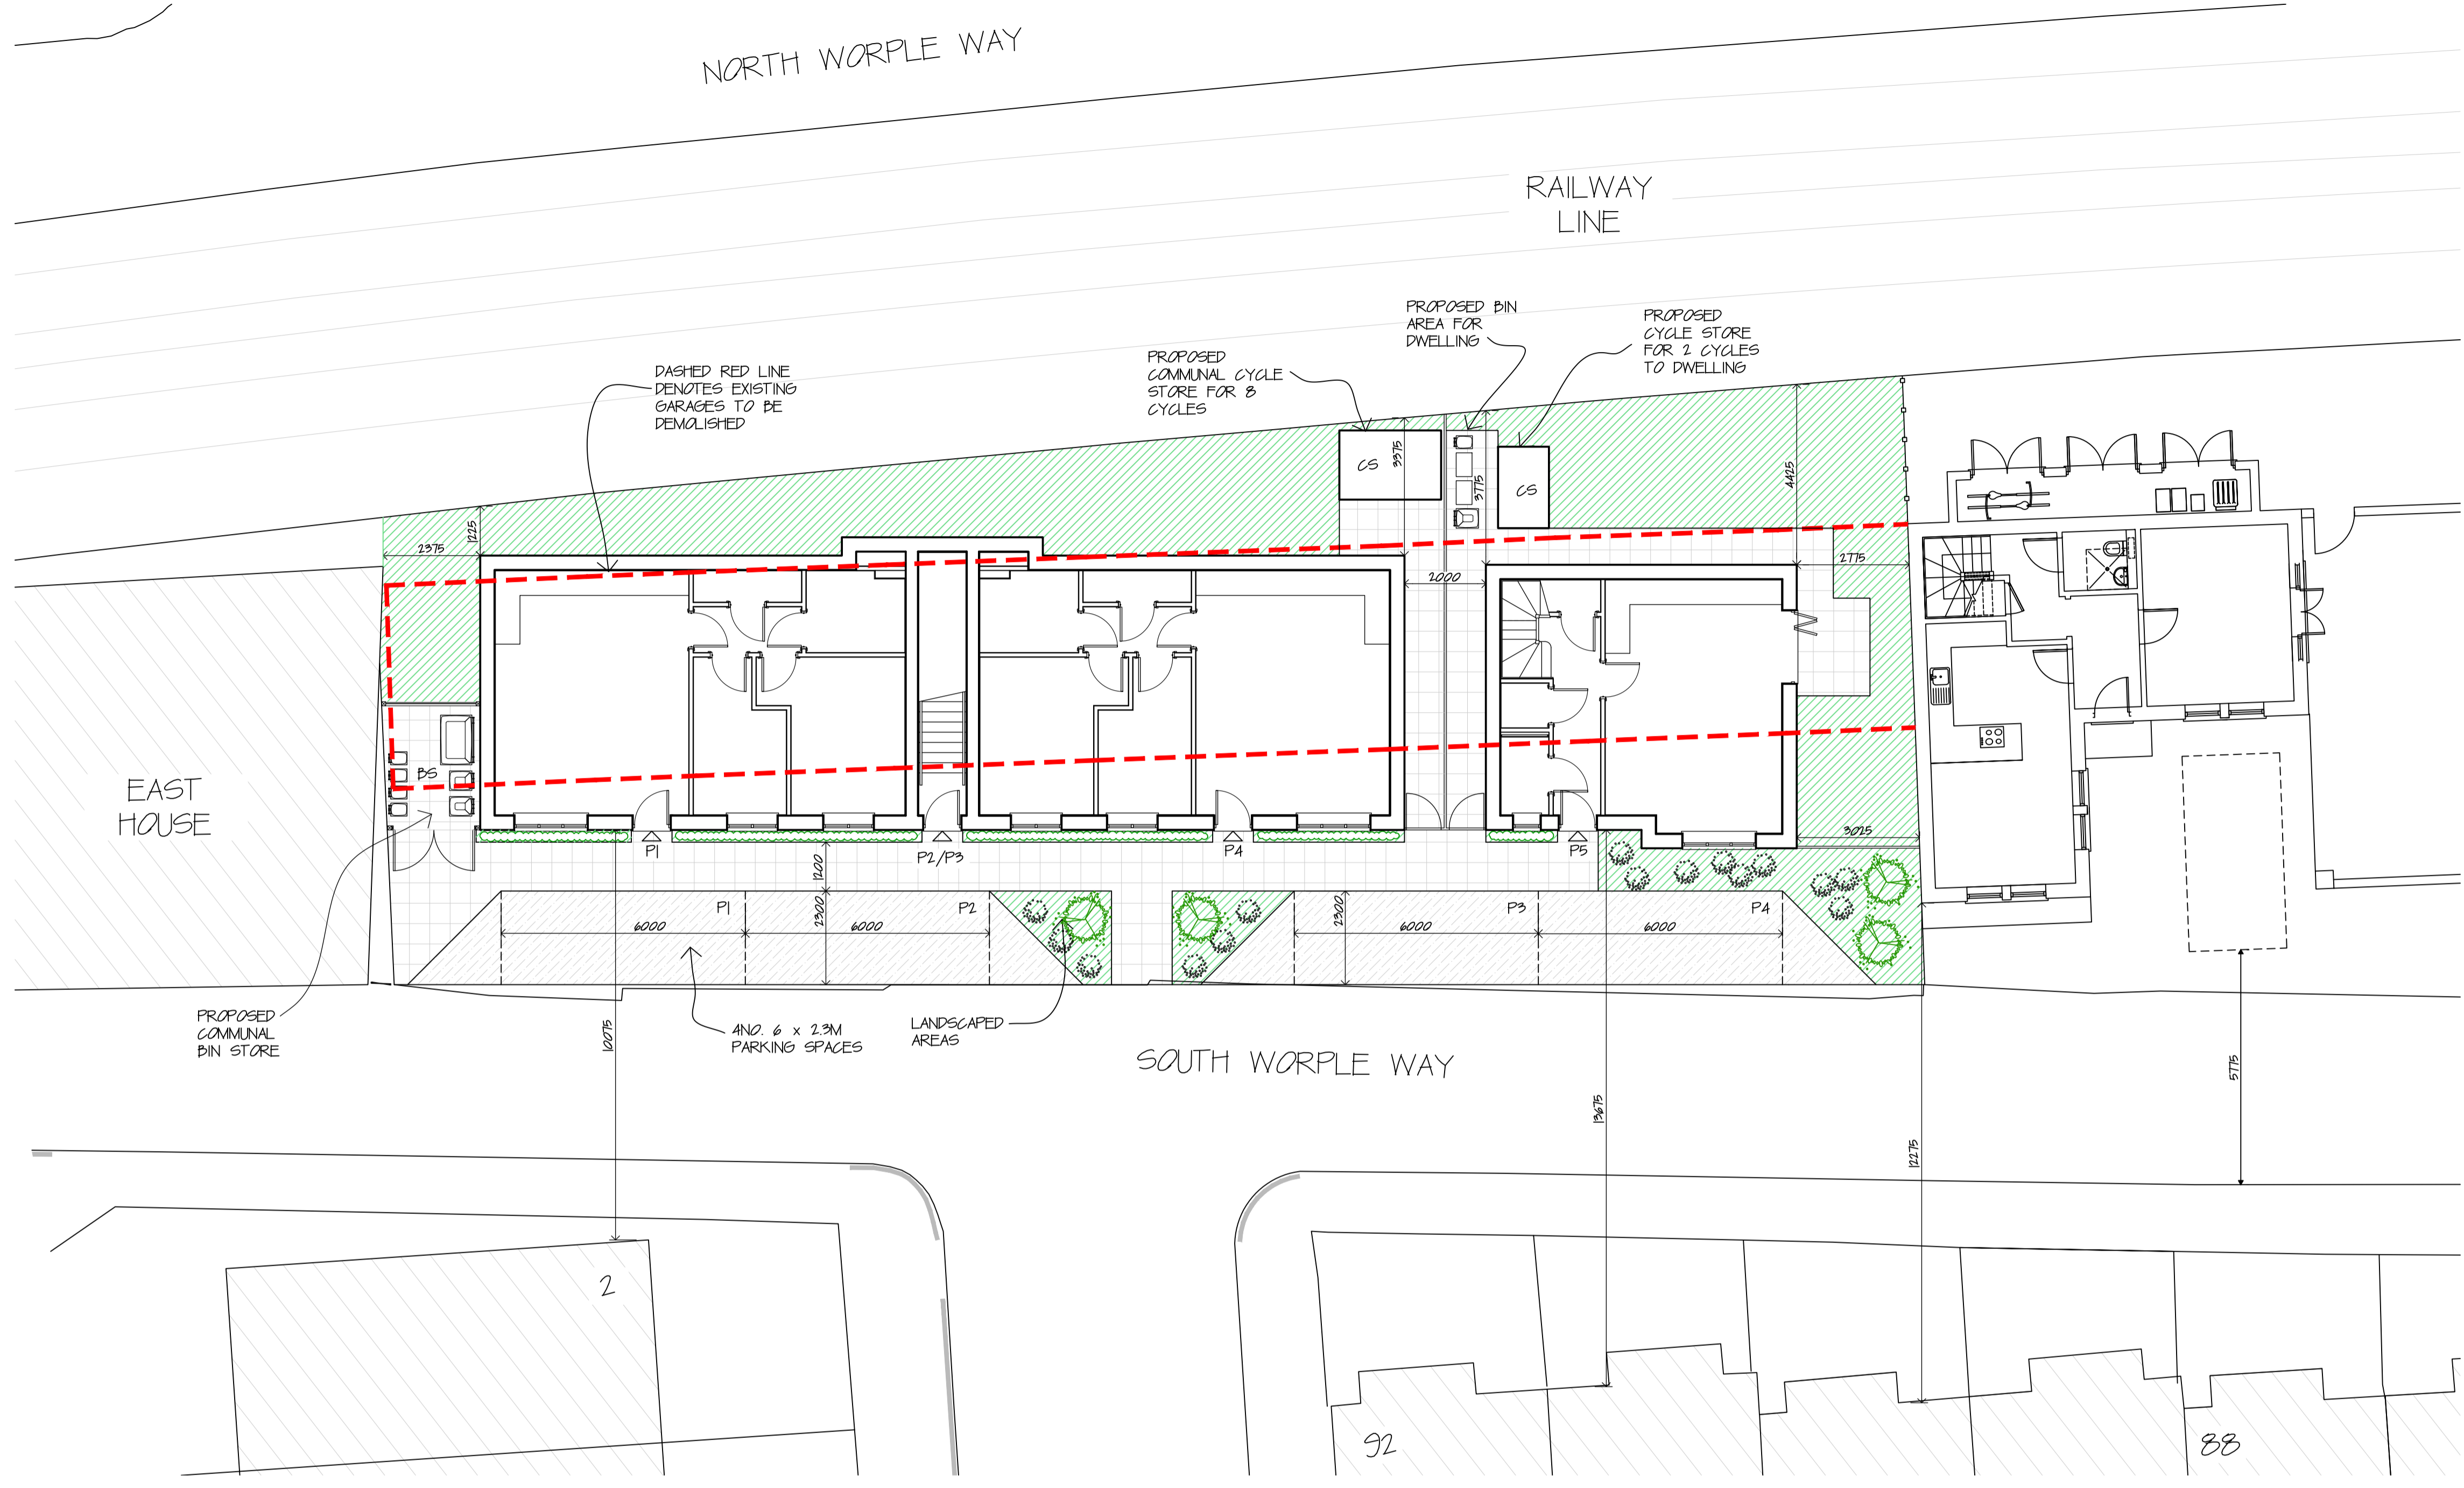 NORTH WORPLE WAY
RAILWAY
LINE
PROPOSED BIN
AREA FOR
DWELLING
PROPOSED
CYCLE STORE
FOR 2 CYCLES
TO DWELLING
PROPOSED
COMMUNAL CYCLE
STORE FOR 8
CYCLES
DASHED RED LINE
DENOTES EXISTING
GARAGES TO BE
DEMOLISHED
CS
3375
3775
CS
4425
1225
2375
2000
2775
EAST
HOUSE
BS
3025
P1
P2/P3
P4
P5
1200
P1
P2
P3
P4
6000
6000
2300
2300
6000
6000
PROPOSED
COMMUNAL
BIN STORE
10075
4NO. 6 x 2.3M
PARKING SPACES
LANDSCAPED
AREAS
SOUTH WORPLE WAY
13675
12275
5775
2
92
88